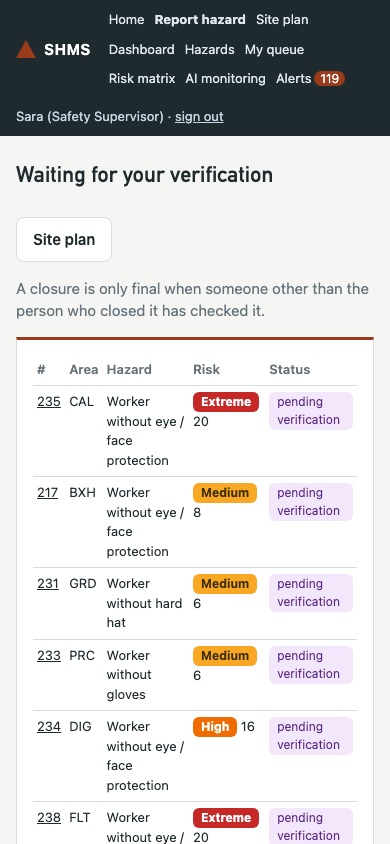 Home Report hazard Site plan
SHMS Dashboard Hazards My queue
Risk matrix AI monitoring Alerts 119
Sara (Safety Supervisor) · sign out
Waiting for your verification
Site plan
A closure is only final when someone other than the
person who closed it has checked it.
# Area Hazard Risk Status
235 CAL Worker Extreme pending
without eye / 20 verification
face
protection
217 BXH Worker Medium pending
without eye / 8 verification
face
protection
231 GRD Worker Medium pending
without hard 6 verification
hat
233 PRC Worker Medium pending
without 6 verification
gloves
234 DIG Worker High 16 pending
without eye / verification
face
protection
238 FLT Worker Extreme pending
without eye / 20 verification